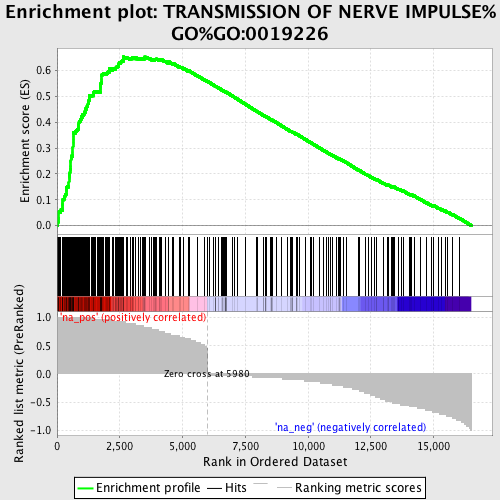 Enrichment plot: TRANSMISSION OF NERVE IMPULSE%
GO%GO:0019226
Enrichment score (ES)
0.6
0.5
0.4
0.3
0.2
0.1
0.0
Ranked list metric (PreRanked)
1.0
0.5
0.0
-0.5
-1.0
'na_pos' (positively correlated)
Zero cross at 5980
'na_neg' (negatively correlated)
0
2,500
5,000
7,500
10,000
12,500
15,000
Rank in Ordered Dataset
Enrichment profile
Hits
Ranking metric scores